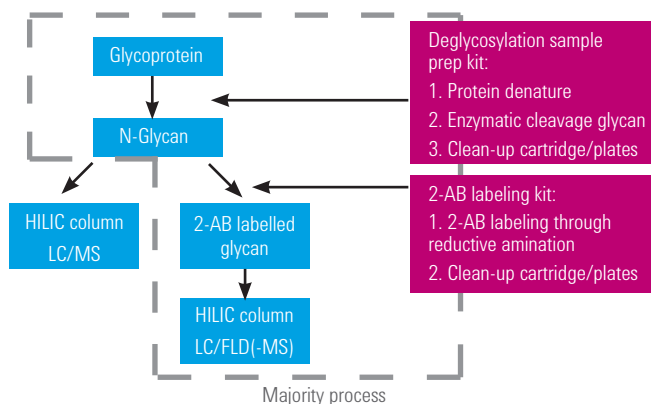 Glycoprotein
N-Glycan
HILIC column
LC/MS
2-AB labelled
glycan
HILIC column
LC/FLD(-MS)
Deglycosylation sample
prep kit:
1. Protein denature
2. Enzymatic cleavage glycan
3. Clean-up cartridge/plates
2-AB labeling kit:
1. 2-AB labeling through
reductive amination
2. Clean-up cartridge/plates
Majority process